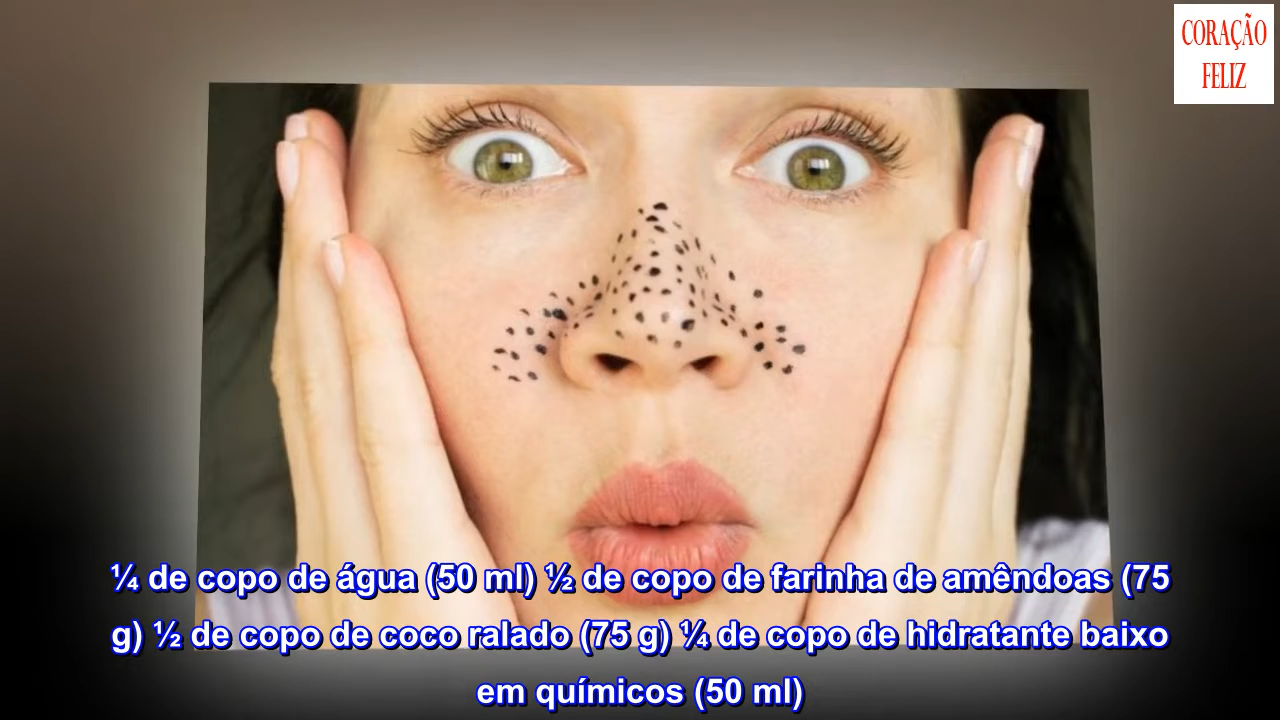 CORAÇÃO
FELIZ
¼ de copo de água (50 ml) ½ de copo de farinha de amêndoas (75
g) ½ de copo de coco ralado (75 g) ¼ de copo de hidratante baixo
em químicos (50 ml)